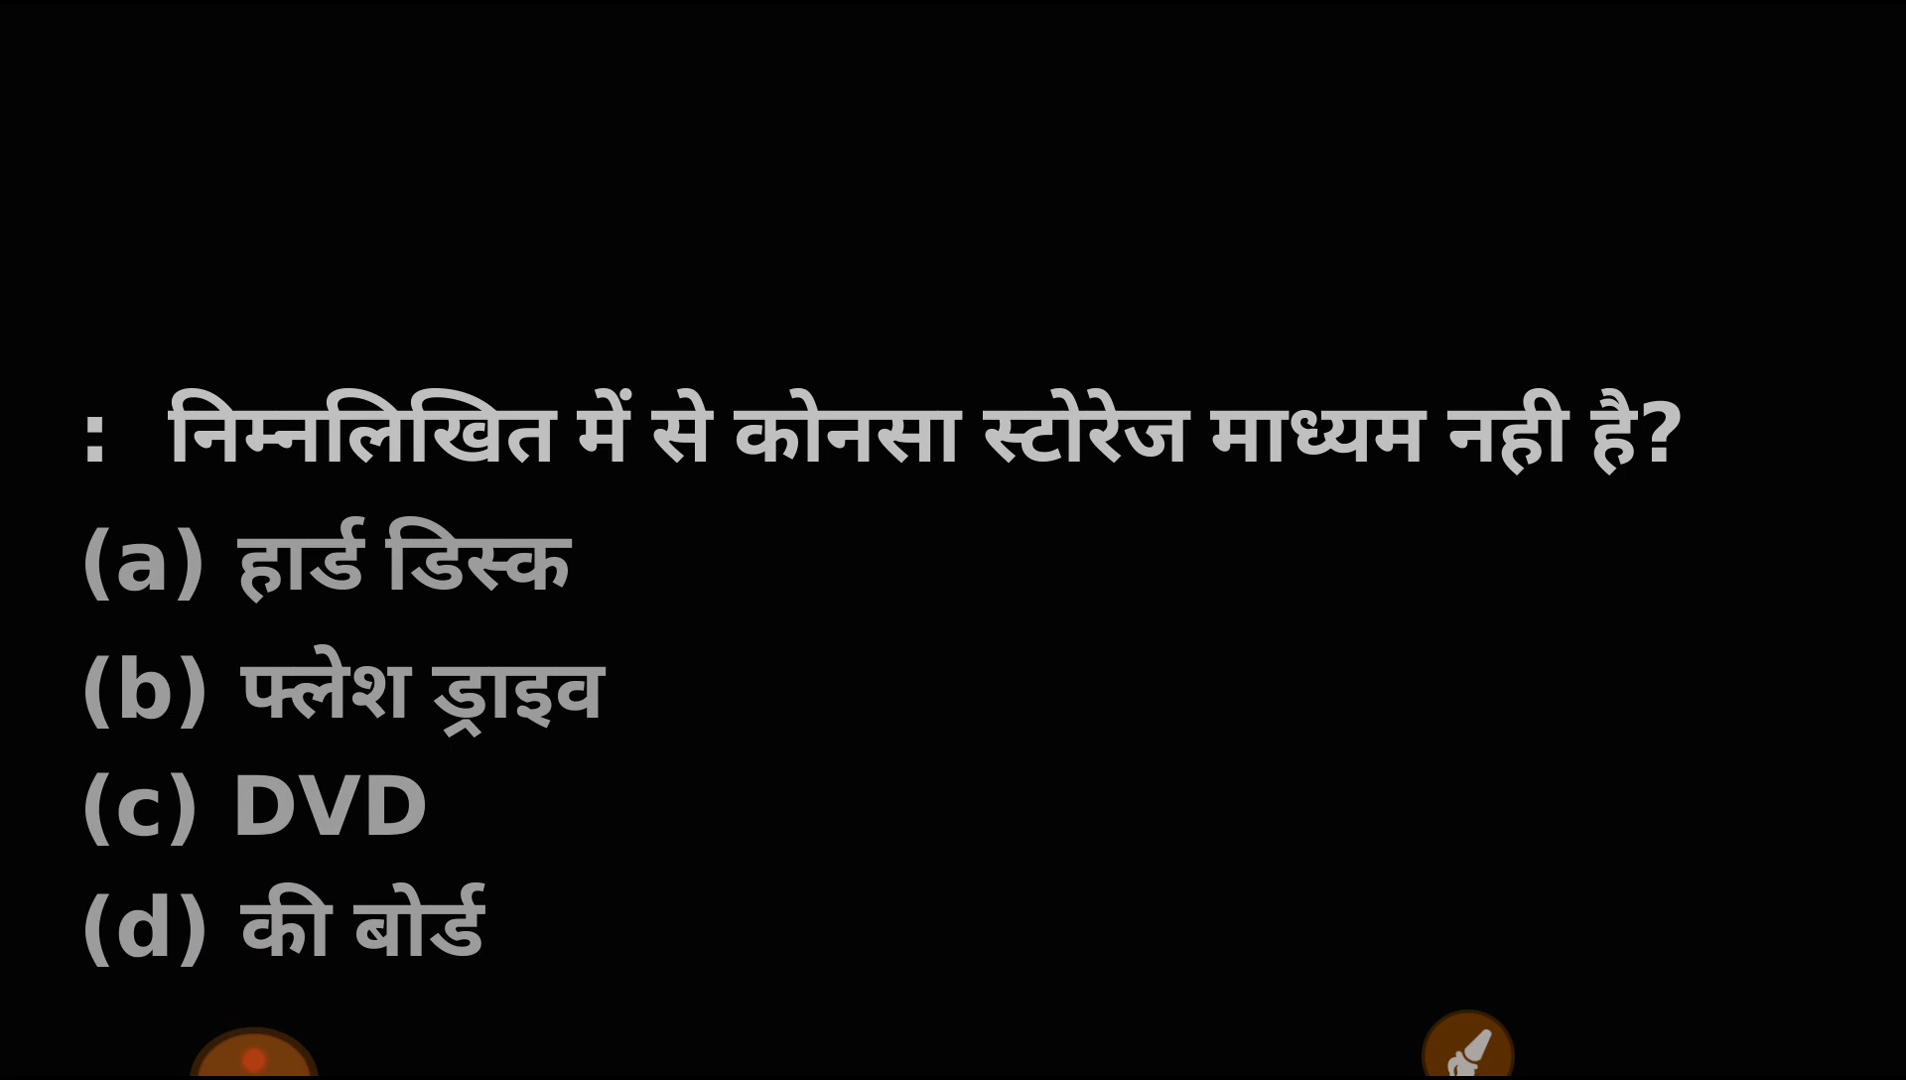 : निम्नलिखित में से कोनसा स्टोरेज माध्यम नही है?
(a) हार्ड डिस्क
(b) फ्लेश ड्राइव
(c) DVD
(d) की बोर्ड